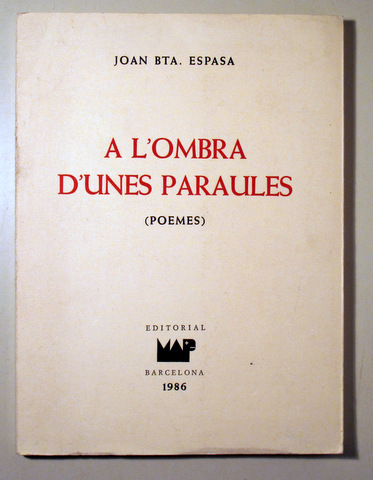 JOAN BTA. ESPASA
A L'OMBRA
D'UNES PARAULES
(POEMES)
EDITORIAL
MAP
BARCELONA
1986